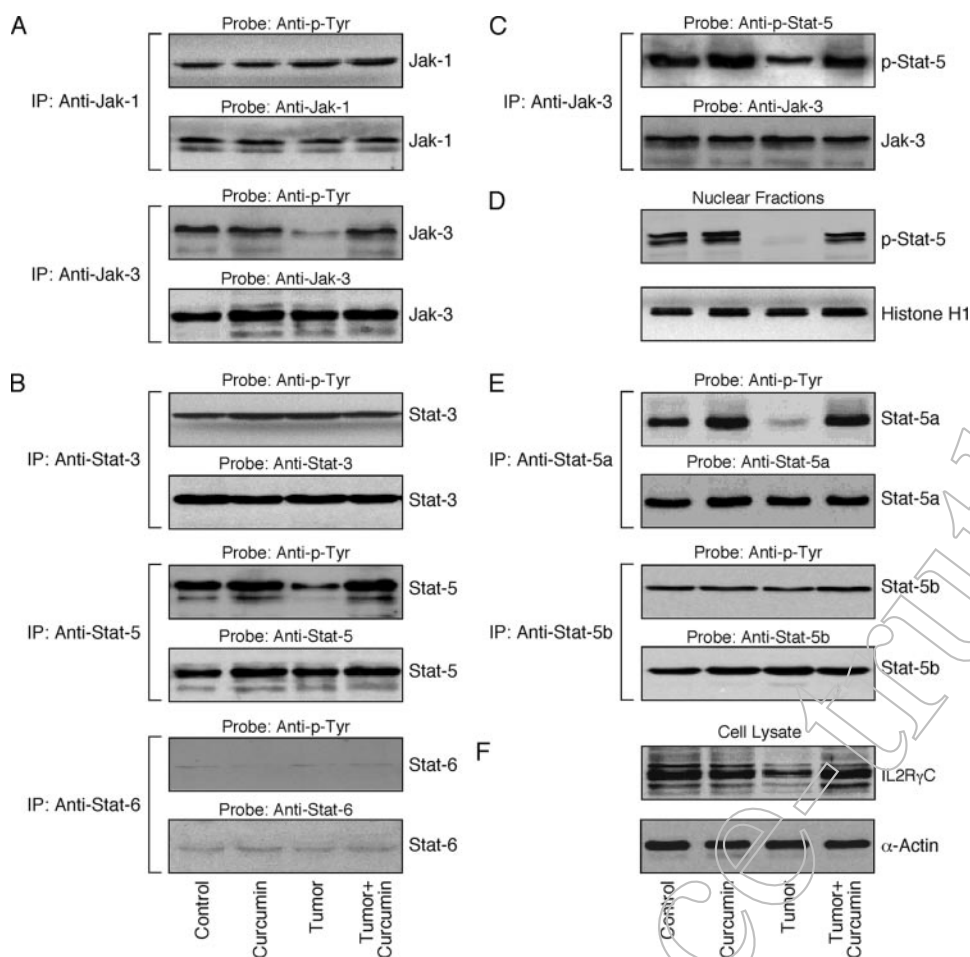 A
Probe: Anti-p-Tyr
Jak-1
IP: Anti-Jak-1
Probe: Anti-Jak-1
Jak-1
Probe: Anti-p-Tyr
Jak-3
IP: Anti-Jak-3
Probe: Anti-Jak-3
Jak-3
B
Probe: Anti-p-Tyr
Stat-3
IP: Anti-Stat-3
Probe: Anti-Stat-3
Stat-3
Probe: Anti-p-Tyr
Stat-5
IP: Anti-Stat-5
Probe: Anti-Stat-5
Stat-5
Probe: Anti-p-Tyr
Stat-6
IP: Anti-Stat-6
Probe: Anti-Stat-6
Stat-6
Control
Curcumin
Tumor
Tumor+
Curcumin
C
Probe: Anti-p-Stat-5
p-Stat-5
IP: Anti-Jak-3
Probe: Anti-Jak-3
Jak-3
D
Nuclear Fractions
p-Stat-5
Histone H1
E
Probe: Anti-p-Tyr
Stat-5a
IP: Anti-Stat-5a
Probe: Anti-Stat-5a
Stat-5a
Probe: Anti-p-Tyr
Stat-5b
IP: Anti-Stat-5b
Probe: Anti-Stat-5b
Stat-5b
F
Cell Lysate
IL2RγC
α-Actin
Control
Curcumin
Tumor
Tumor+
Curcumin